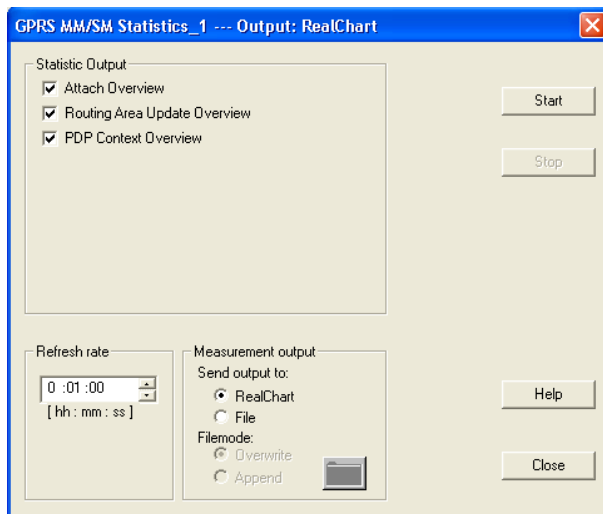 GPRS MM/SM Statistics_1 --- Output: RealChart
Statistic Output
Attach Overview
Routing Area Update Overview
PDP Context Overview
Start
Stop
Refresh rate
0 :01 :00
[ hh : mm : ss ]
Measurement output
Send output to:
RealChart
File
Filemode:
Overwrite
Append
Help
Close